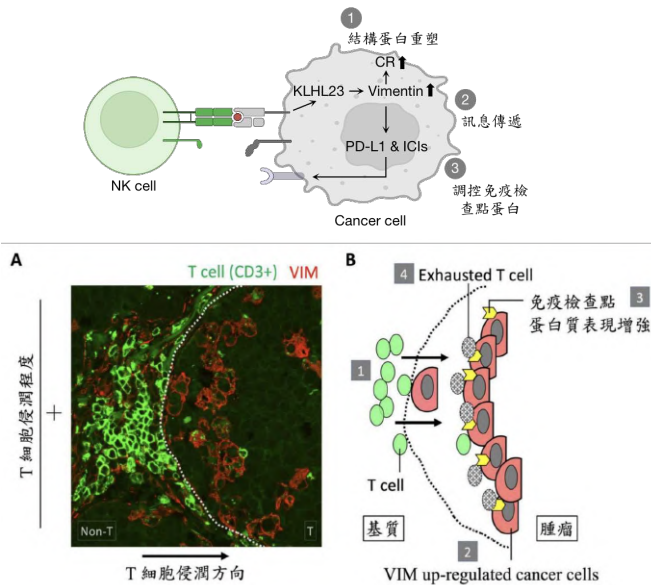 1
結構蛋白重塑
CR
KLHL23 → Vimentin
2
訊息傳遞
PD-L1 & ICIs
3
調控免疫檢
查點蛋白
NK cell
Cancer cell
A
T cell (CD3+) VIM
T 細胞侵潤程度
+
Non-T
T
T 細胞侵潤方向
B
4 Exhausted T cell
免疫檢查點
蛋白質表現增強
3
1
T cell
基質
2
腫瘤
VIM up-regulated cancer cells